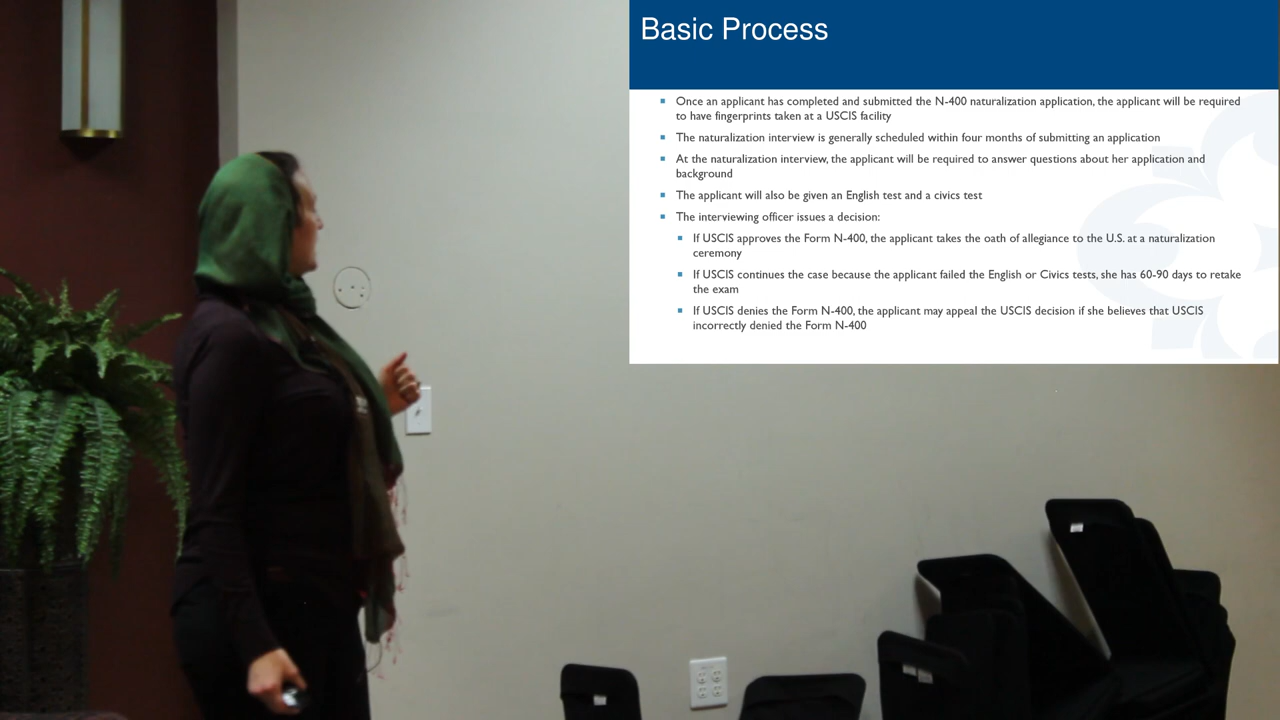 Basic Process
Once an applicant has completed and submitted the N-400 naturalization application, the applicant will be required
to have fingerprints taken at a USCIS facility
The naturalization interview is generally scheduled within four months of submitting an application
At the naturalization interview, the applicant will be required to answer questions about her application and
background
The applicant will also be given an English test and a civics test
The interviewing officer issues a decision:
If USCIS approves the Form N-400, the applicant takes the oath of allegiance to the U.S. at a naturalization
ceremony
If USCIS continues the case because the applicant failed the English or Civics tests, she has 60-90 days to retake
the exam
If USCIS denies the Form N-400, the applicant may appeal the USCIS decision if she believes that USCIS
incorrectly denied the Form N-400